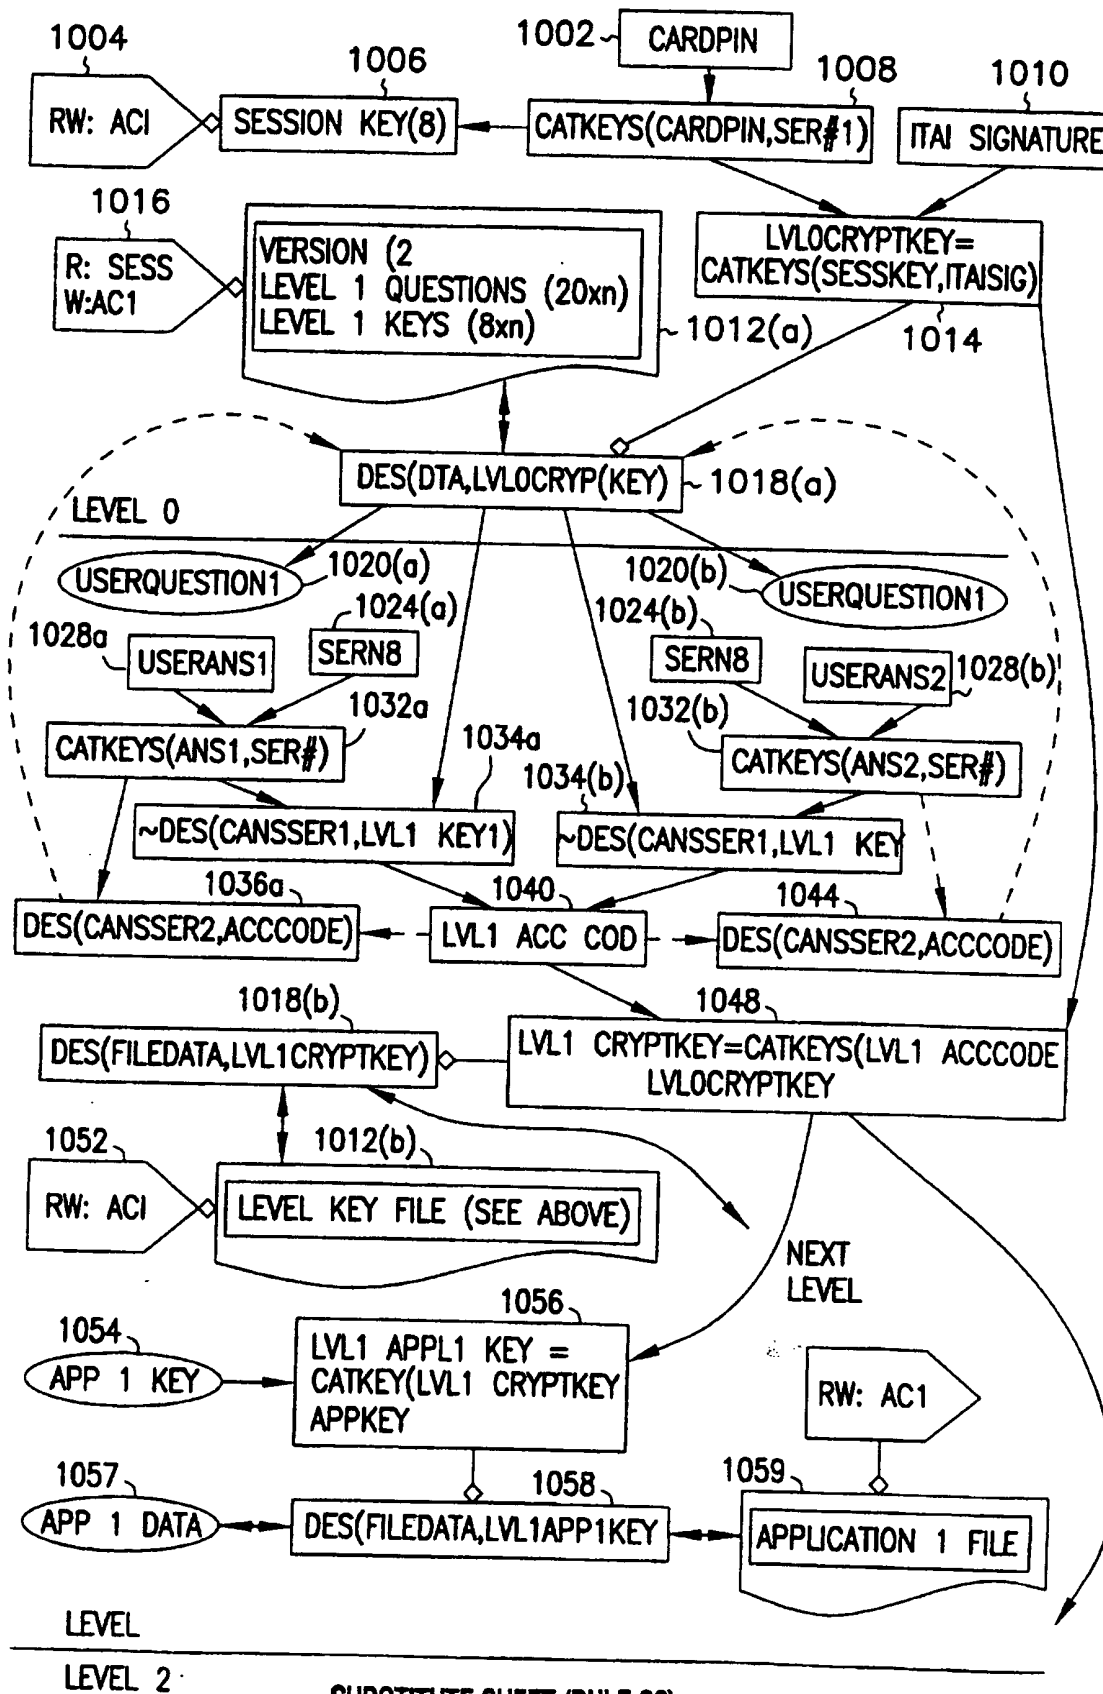 1002
CARDPIN
1004
1006
1008
1010
RW: ACI
SESSION KEY(8)
CATKEYS(CARDPIN,SER#1)
ITAI SIGNATURE
1016
R: SESS
W:AC1
VERSION (2
LEVEL 1 QUESTIONS (20xn)
LEVEL 1 KEYS (8xn)
1012(a)
LVLOCRYPTKEY=
CATKEYS(SESSKEY,ITAISIG)
1014
DES(DTA,LVLOCRYP(KEY)
1018(a)
LEVEL 0
USERQUESTION1
1020(a)
1020(b)
USERQUESTION1
1024(a)
1024(b)
1028a
USERANS1
SERN8
SERN8
USERANS2
1028(b)
1032a
1032(b)
CATKEYS(ANS1,SER#)
CATKEYS(ANS2,SER#)
1034a
1034(b)
~DES(CANSSER1,LVL1 KEY1)
~DES(CANSSER1,LVL1 KEY
1036a
1040
1044
DES(CANSSER2,ACCCODE)
LVL1 ACC COD
DES(CANSSER2,ACCCODE)
1018(b)
1048
DES(FILEDATA,LVL1CRYPTKEY)
LVL1 CRYPTKEY=CATKEYS(LVL1 ACCCODE
LVLOCRYPTKEY
1052
1012(b)
RW: ACI
LEVEL KEY FILE (SEE ABOVE)
NEXT
LEVEL
1054
1056
APP 1 KEY
LVL1 APPL1 KEY =
CATKEY(LVL1 CRYPTKEY
APPKEY
RW: AC1
1057
1058
1059
APP 1 DATA
DES(FILEDATA,LVL1APP1KEY
APPLICATION 1 FILE
LEVEL
LEVEL 2